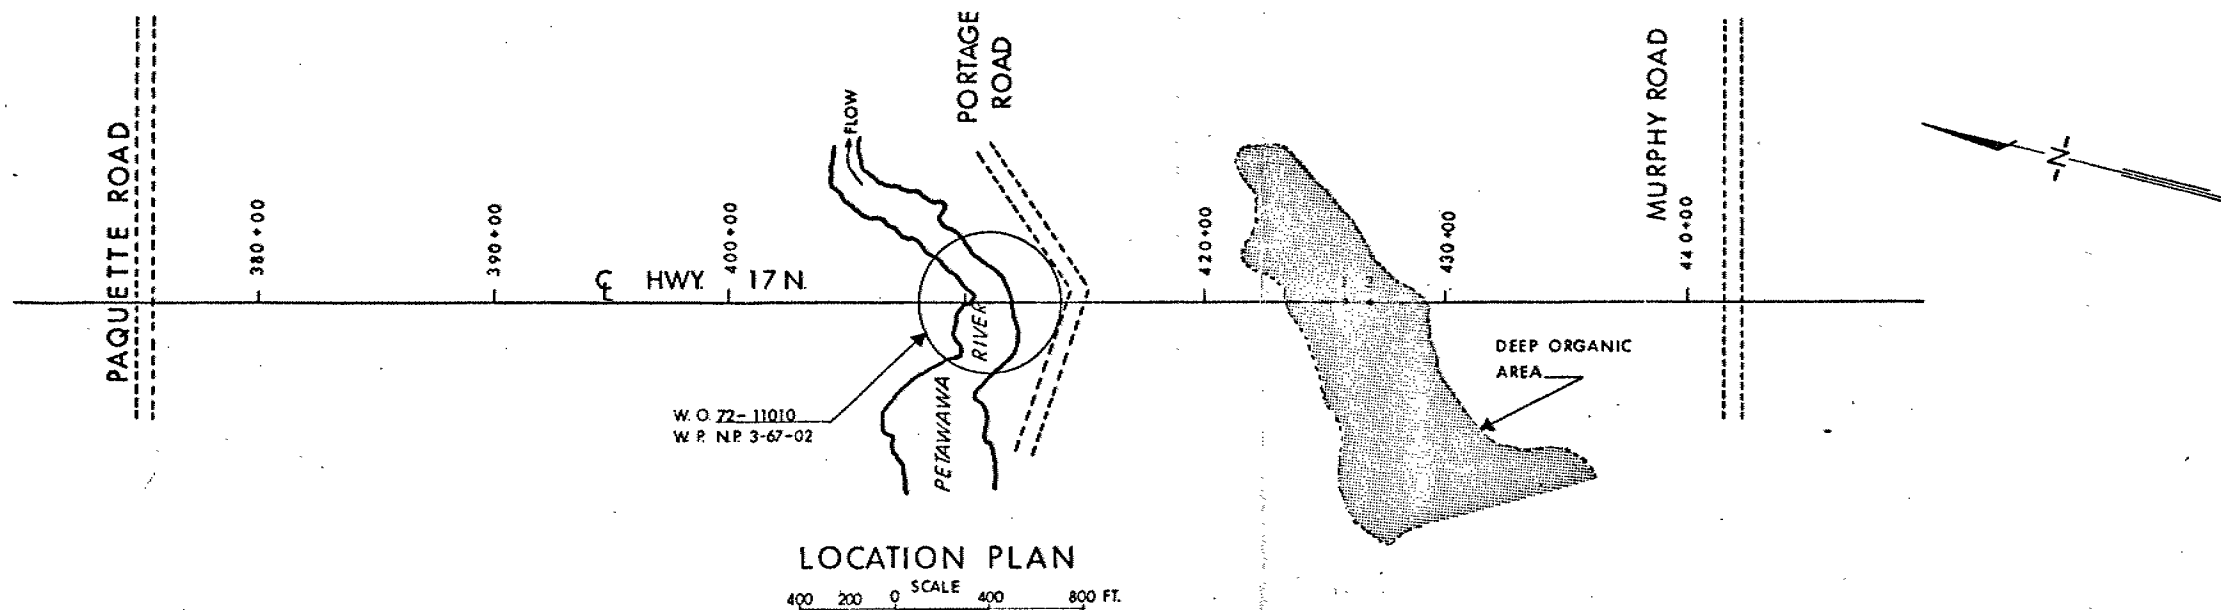 PAQUETTE ROAD
380+00
390+00
℄ HWY. 17 N.
400+00
FLOW
PORTAGE
ROAD
PETAWAWA RIVER
W. O. 72-11010
W. P. N.P. 3-67-02
420+00
430+00
DEEP ORGANIC
AREA
MURPHY ROAD
440+00
N
LOCATION PLAN
SCALE
400 200 0 400 800 FT.